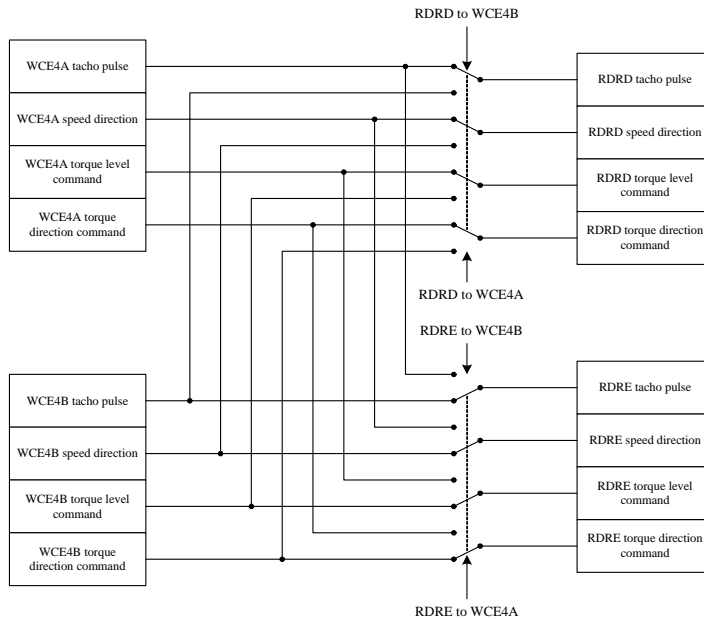 RDRD to WCE4B
WCE4A tacho pulse
WCE4A speed direction
WCE4A torque level
command
WCE4A torque
direction command
RDRD tacho pulse
RDRD speed direction
RDRD torque level
command
RDRD torque direction
command
RDRD to WCE4A
RDRE to WCE4B
WCE4B tacho pulse
WCE4B speed direction
WCE4B torque level
command
WCE4B torque
direction command
RDRE tacho pulse
RDRE speed direction
RDRE torque level
command
RDRE torque direction
command
RDRE to WCE4A